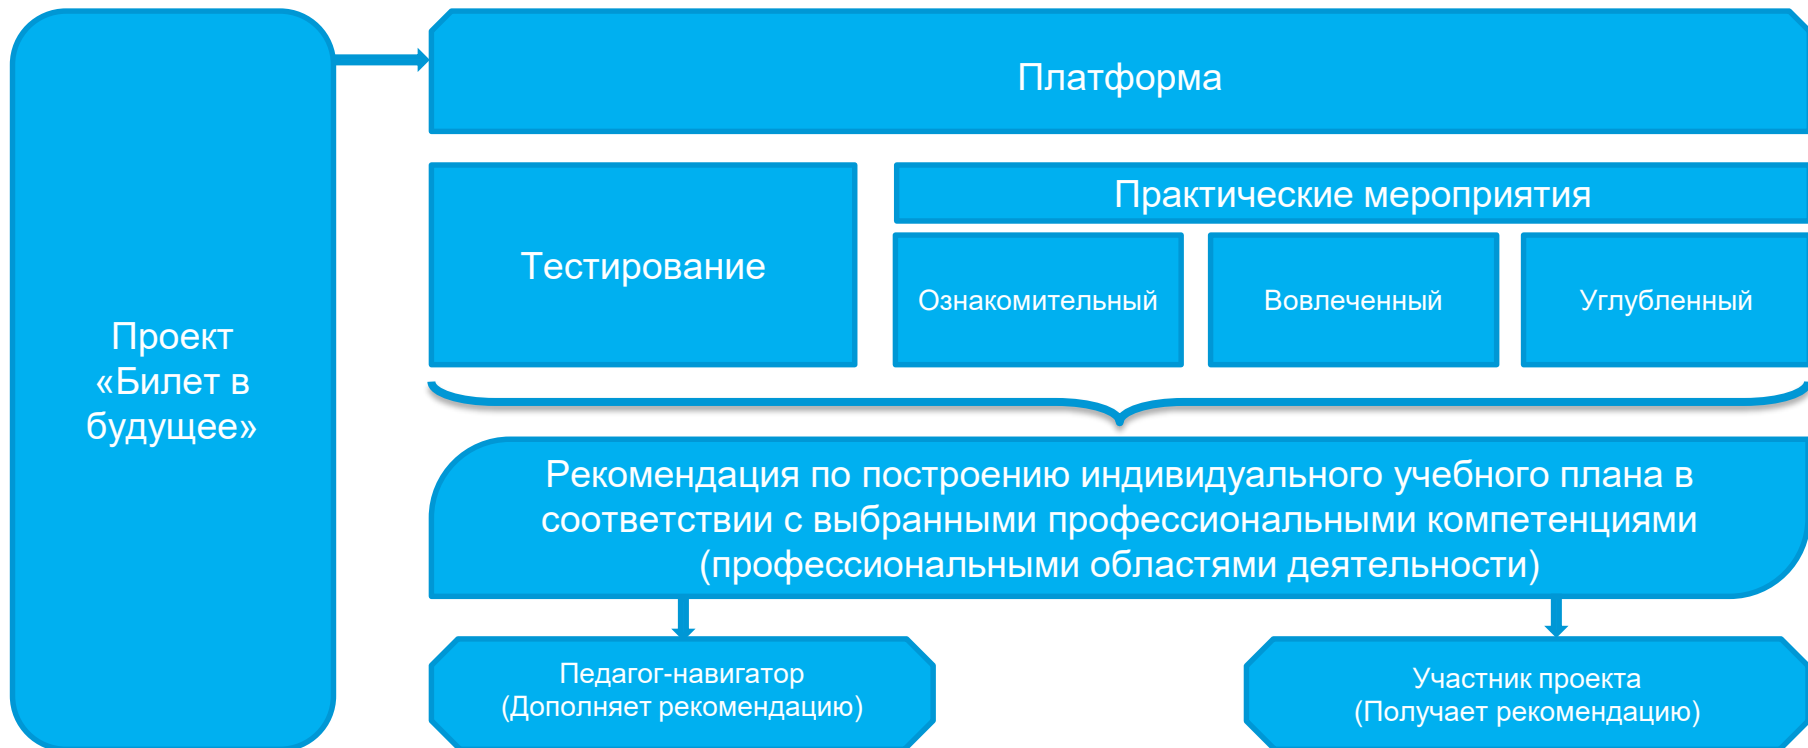 Проект
«Билет в
будущее»
Платформа
Тестирование
Практические мероприятия
Ознакомительный
Вовлеченный
Углубленный
Рекомендация по построению индивидуального учебного плана в
соответствии с выбранными профессиональными компетенциями
(профессиональными областями деятельности)
Педагог-навигатор
(Дополняет рекомендацию)
Участник проекта
(Получает рекомендацию)